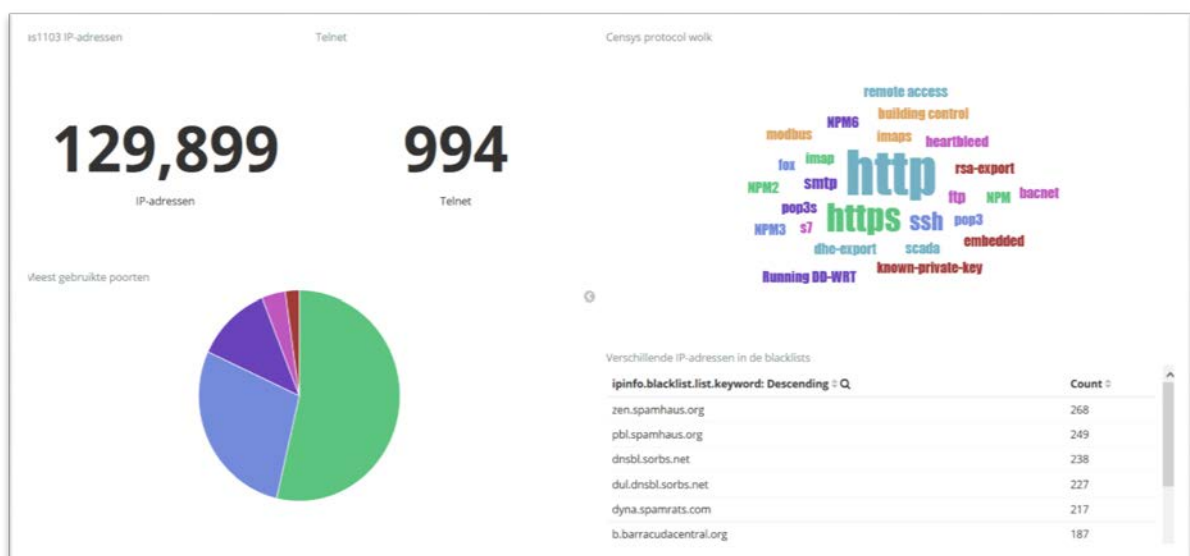 as1103 IP-adressen
Telnet
129,899
IP-adressen
994
Telnet
Meest gebruikte poorten
Censys protocol wolk
remote access
building control
NPM6
modbus
imaps
heartbleed
fox
imap
http
rsa-export
NPM2
smtp
ftp
NPM
bacnet
pop3s
https
ssh
pop3
NPM3
s7
dhe-export
scada
embedded
Running DD-WRT
known-private-key
Verschillende IP-adressen in de blacklists
ipinfo.blacklist.list.keyword: Descending
Count
zen.spamhaus.org 268
pbl.spamhaus.org 249
dnsbl.sorbs.net 238
dul.dnsbl.sorbs.net 227
dyna.spamrats.com 217
b.barracudacentral.org 187